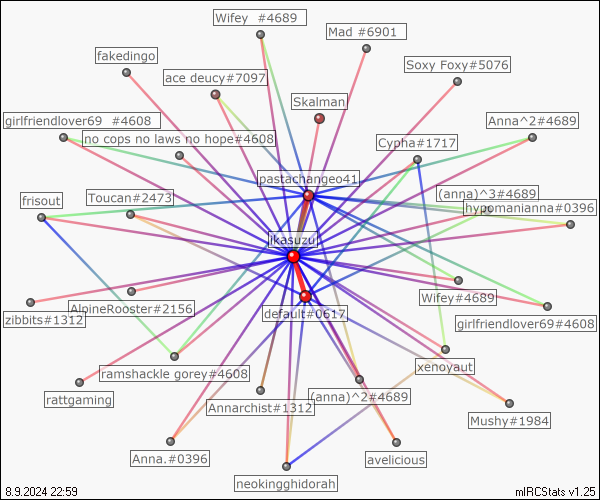 Wifey  #4689
Mad #6901
fakedingo
Soxy Foxy#5076
ace deucy#7097
Skalman
girlfriendlover69  #4608
Anna^2#4689
no cops no laws no hope#4608
Cypha#1717
pastachangeo41
(anna)^3#4689
frisout
Toucan#2473
hypomanianna#0396
ikasuzu
Wifey#4689
AlpineRooster#2156
zibbits#1312
default#0617
girlfriendlover69#4608
xenoyaut
ramshackle gorey#4608
rattgaming
(anna)^2#4689
Annarchist#1312
Mushy#1984
Anna.#0396
avelicious
neokingghidorah
8.9.2024 22:59
mIRCStats v1.25